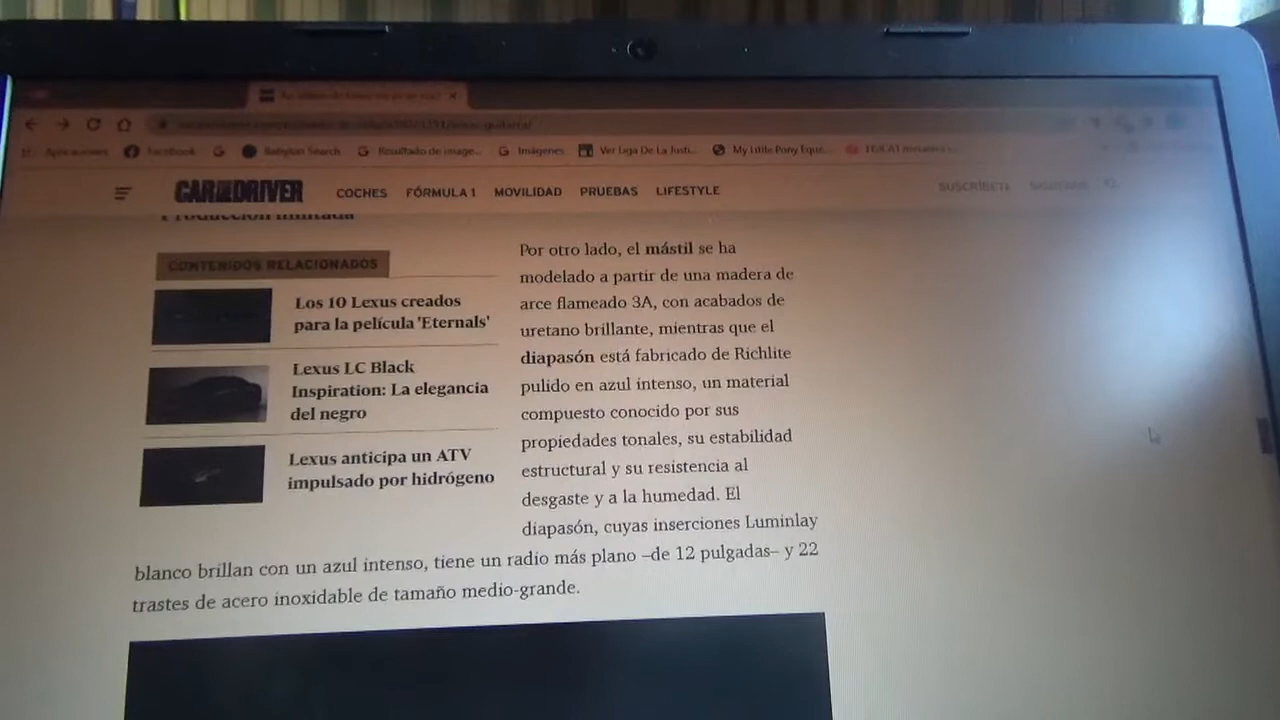 Aplicaciones
Facebook
Babylon Search
Resultado de image...
Imágenes
Ver Liga De La Justi...
My Little Pony Eque...
CAR AND DRIVER
COCHES
FÓRMULA 1
MOVILIDAD
PRUEBAS
LIFESTYLE
Producción limitada
CONTENIDOS RELACIONADOS
Los 10 Lexus creados
para la película 'Eternals'
Lexus LC Black
Inspiration: La elegancia
del negro
Lexus anticipa un ATV
impulsado por hidrógeno
Por otro lado, el mástil se ha
modelado a partir de una madera de
arce flameado 3A, con acabados de
uretano brillante, mientras que el
diapasón está fabricado de Richlite
pulido en azul intenso, un material
compuesto conocido por sus
propiedades tonales, su estabilidad
estructural y su resistencia al
desgaste y a la humedad. El
diapasón, cuyas inserciones Luminlay
blanco brillan con un azul intenso, tiene un radio más plano –de 12 pulgadas– y 22
trastes de acero inoxidable de tamaño medio-grande.